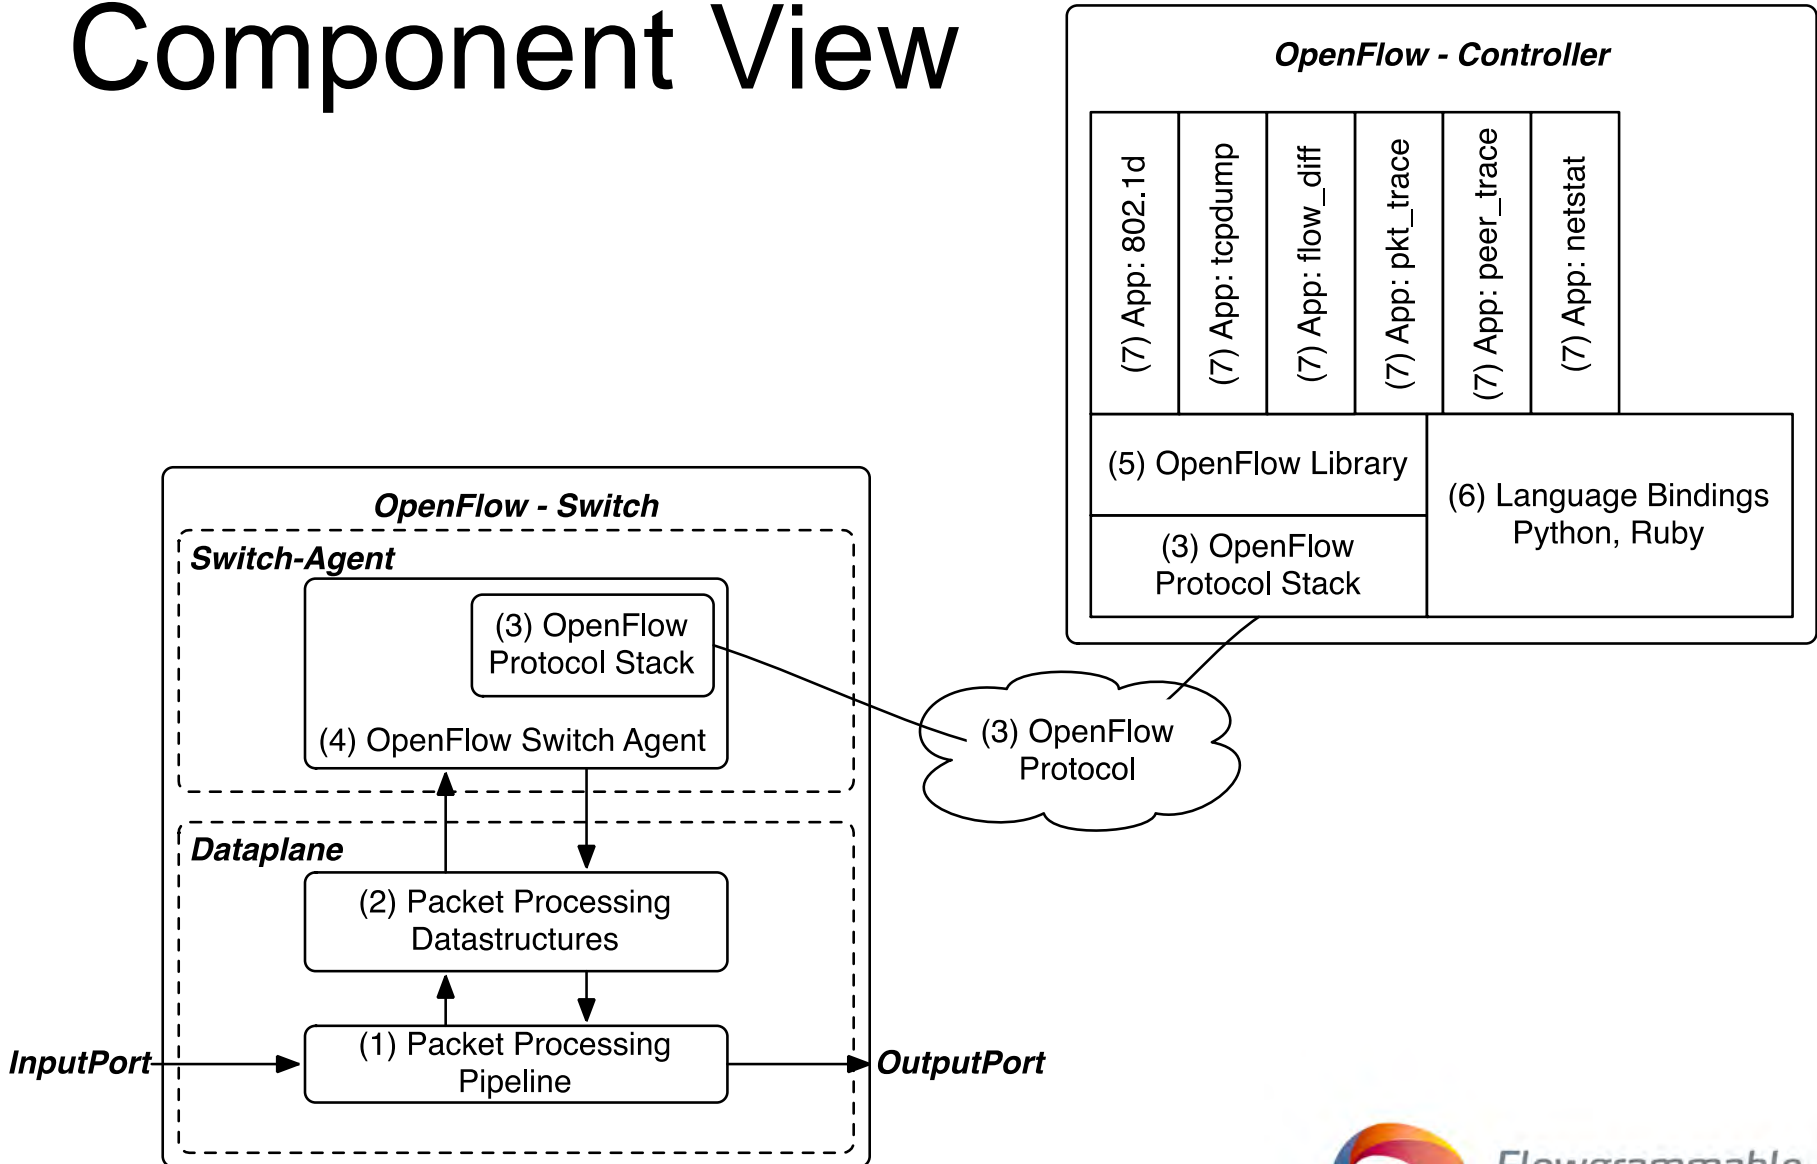 Component View
OpenFlow - Controller
(7) App: 802.1d
(7) App: tcpdump
(7) App: flow_diff
(7) App: pkt_trace
(7) App: peer_trace
(7) App: netstat
(5) OpenFlow Library
(6) Language Bindings
Python, Ruby
(3) OpenFlow
Protocol Stack
OpenFlow - Switch
Switch-Agent
(3) OpenFlow
Protocol Stack
(4) OpenFlow Switch Agent
(3) OpenFlow
Protocol
Dataplane
(2) Packet Processing
Datastructures
InputPort
(1) Packet Processing
Pipeline
OutputPort
Flowgrammable